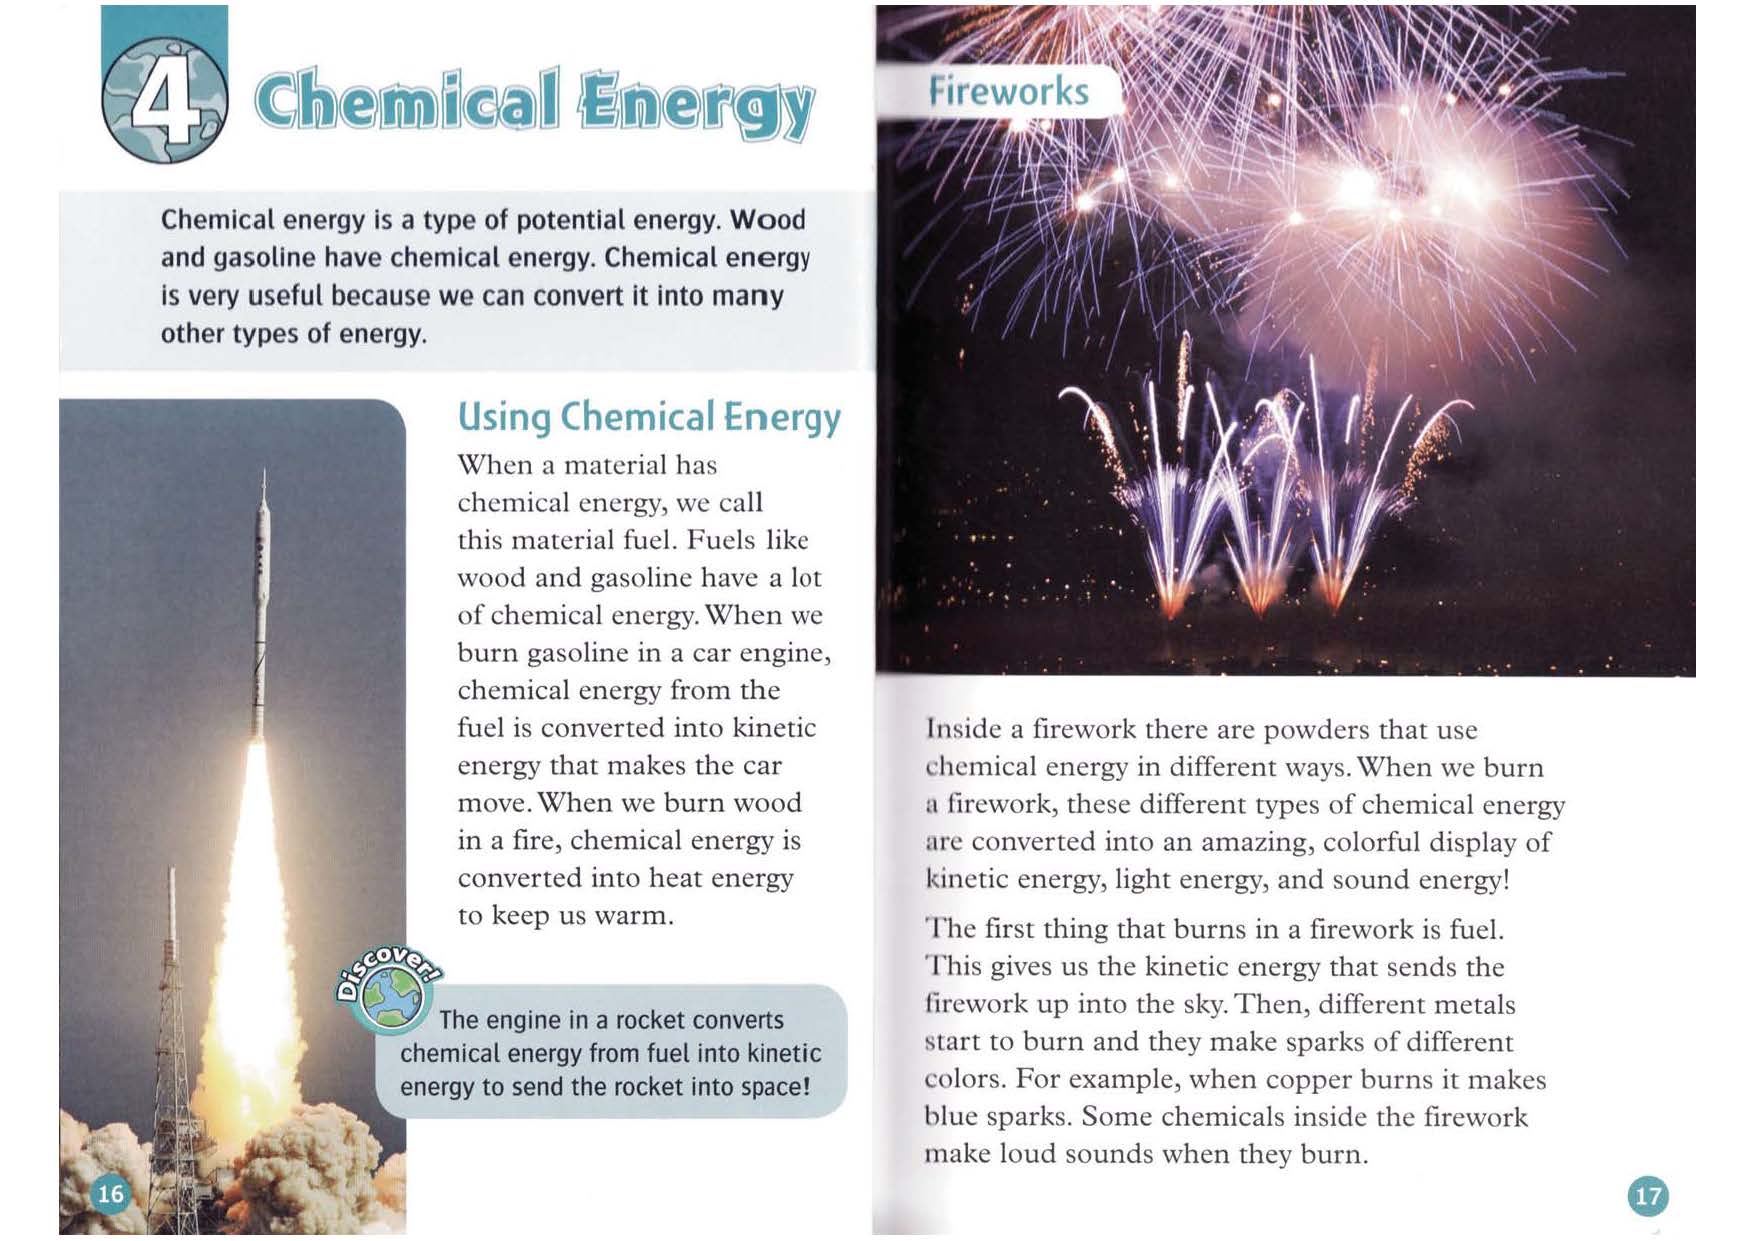 4
Chemical Energy
Chemical energy is a type of potential energy. Wood
and gasoline have chemical energy. Chemical energy
is very useful because we can convert it into many
other types of energy.
Using Chemical Energy
When a material has
chemical energy, we call
this material fuel. Fuels like
wood and gasoline have a lot
of chemical energy. When we
burn gasoline in a car engine,
chemical energy from the
fuel is converted into kinetic
energy that makes the car
move. When we burn wood
in a fire, chemical energy is
converted into heat energy
to keep us warm.
Discover!
The engine in a rocket converts
chemical energy from fuel into kinetic
energy to send the rocket into space!
16
Fireworks
Inside a firework there are powders that use
chemical energy in different ways. When we burn
a firework, these different types of chemical energy
are converted into an amazing, colorful display of
kinetic energy, light energy, and sound energy!
The first thing that burns in a firework is fuel.
This gives us the kinetic energy that sends the
firework up into the sky. Then, different metals
start to burn and they make sparks of different
colors. For example, when copper burns it makes
blue sparks. Some chemicals inside the firework
make loud sounds when they burn.
17